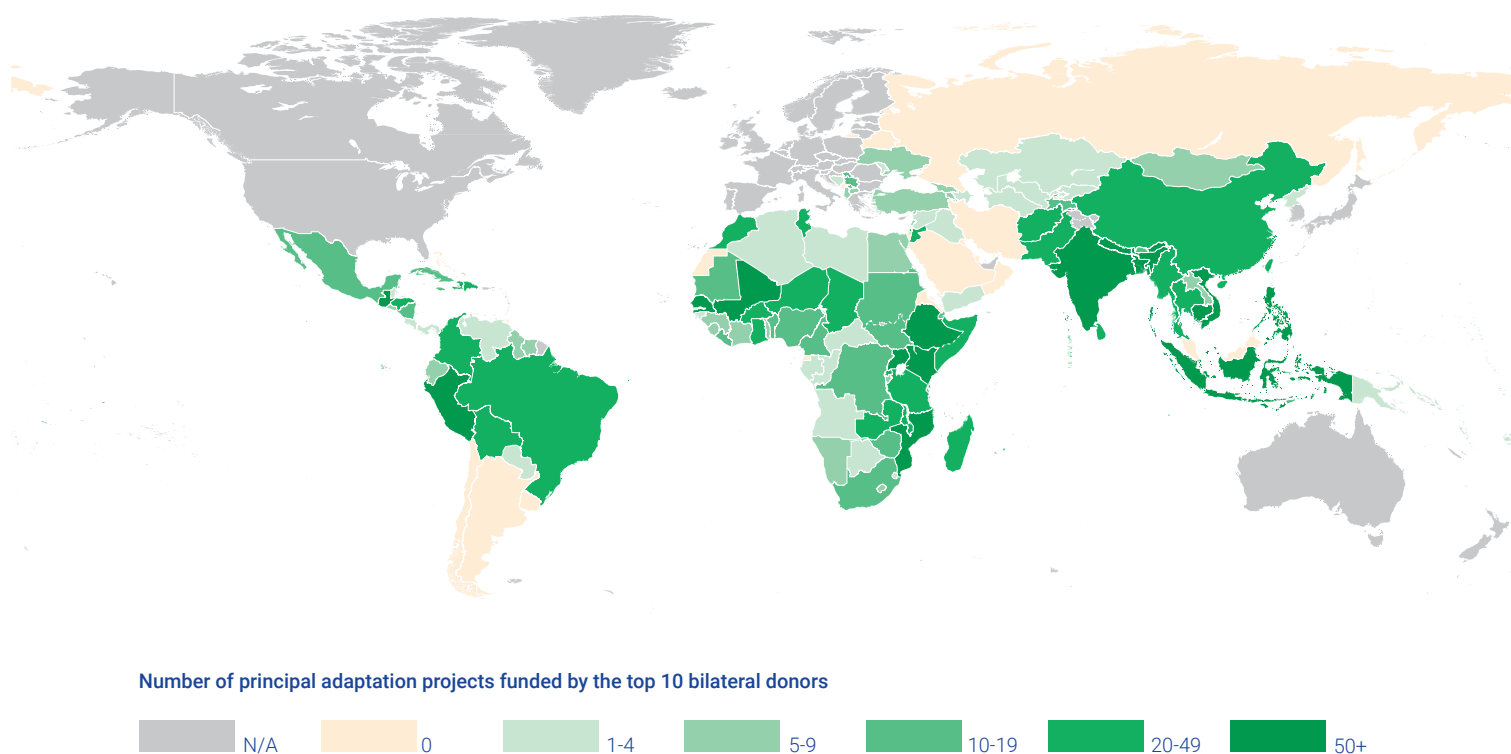 Number of principal adaptation projects funded by the top 10 bilateral donors
N/A 0 1-4 5-9 10-19 20-49 50+